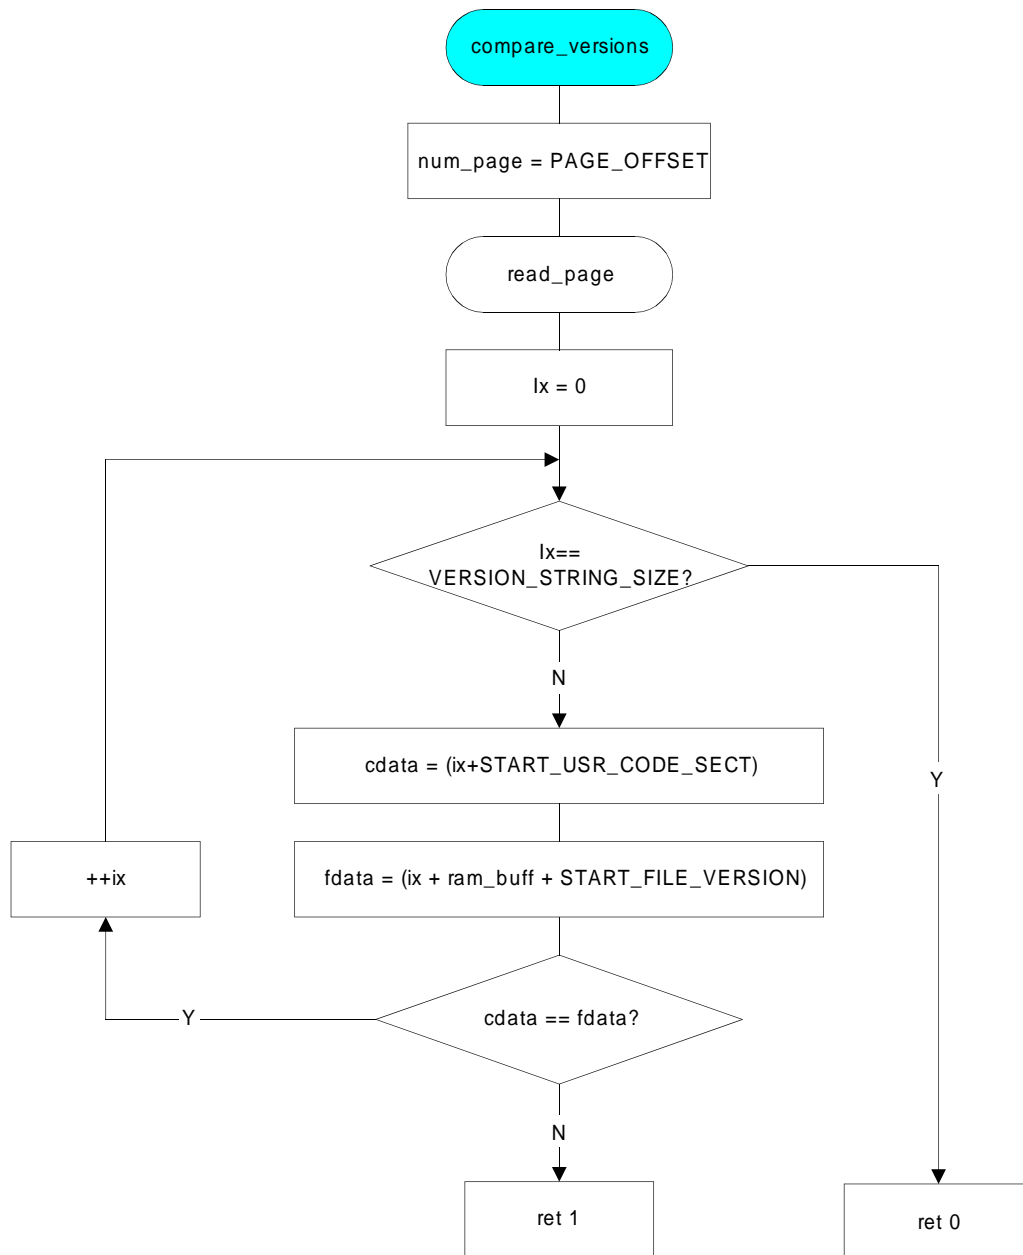 compare_versions
num_page = PAGE_OFFSET
read_page
Ix = 0
Ix==
VERSION_STRING_SIZE?
N
cdata = (ix+START_USR_CODE_SECT)
Y
++ix
fdata = (ix + ram_buff + START_FILE_VERSION)
Y
cdata == fdata?
N
ret 1
ret 0